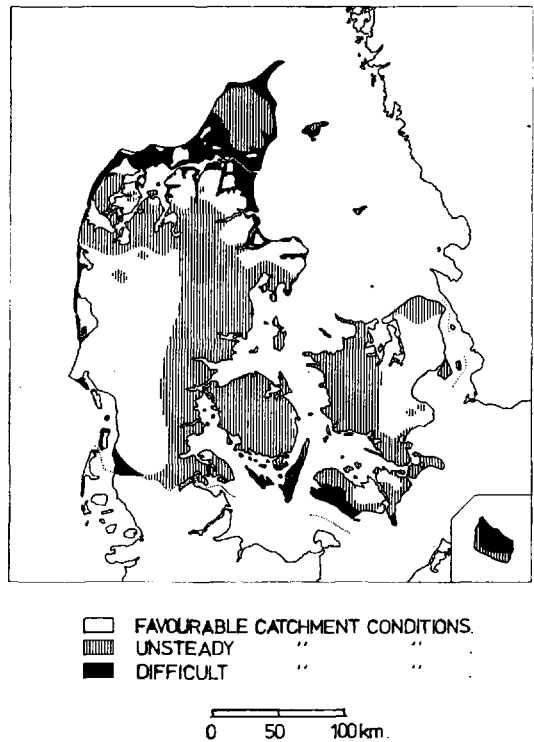 FAVOURABLE CATCHMENT CONDITIONS.
UNSTEADY " " .
DIFFICULT " " .
0 50 100km.